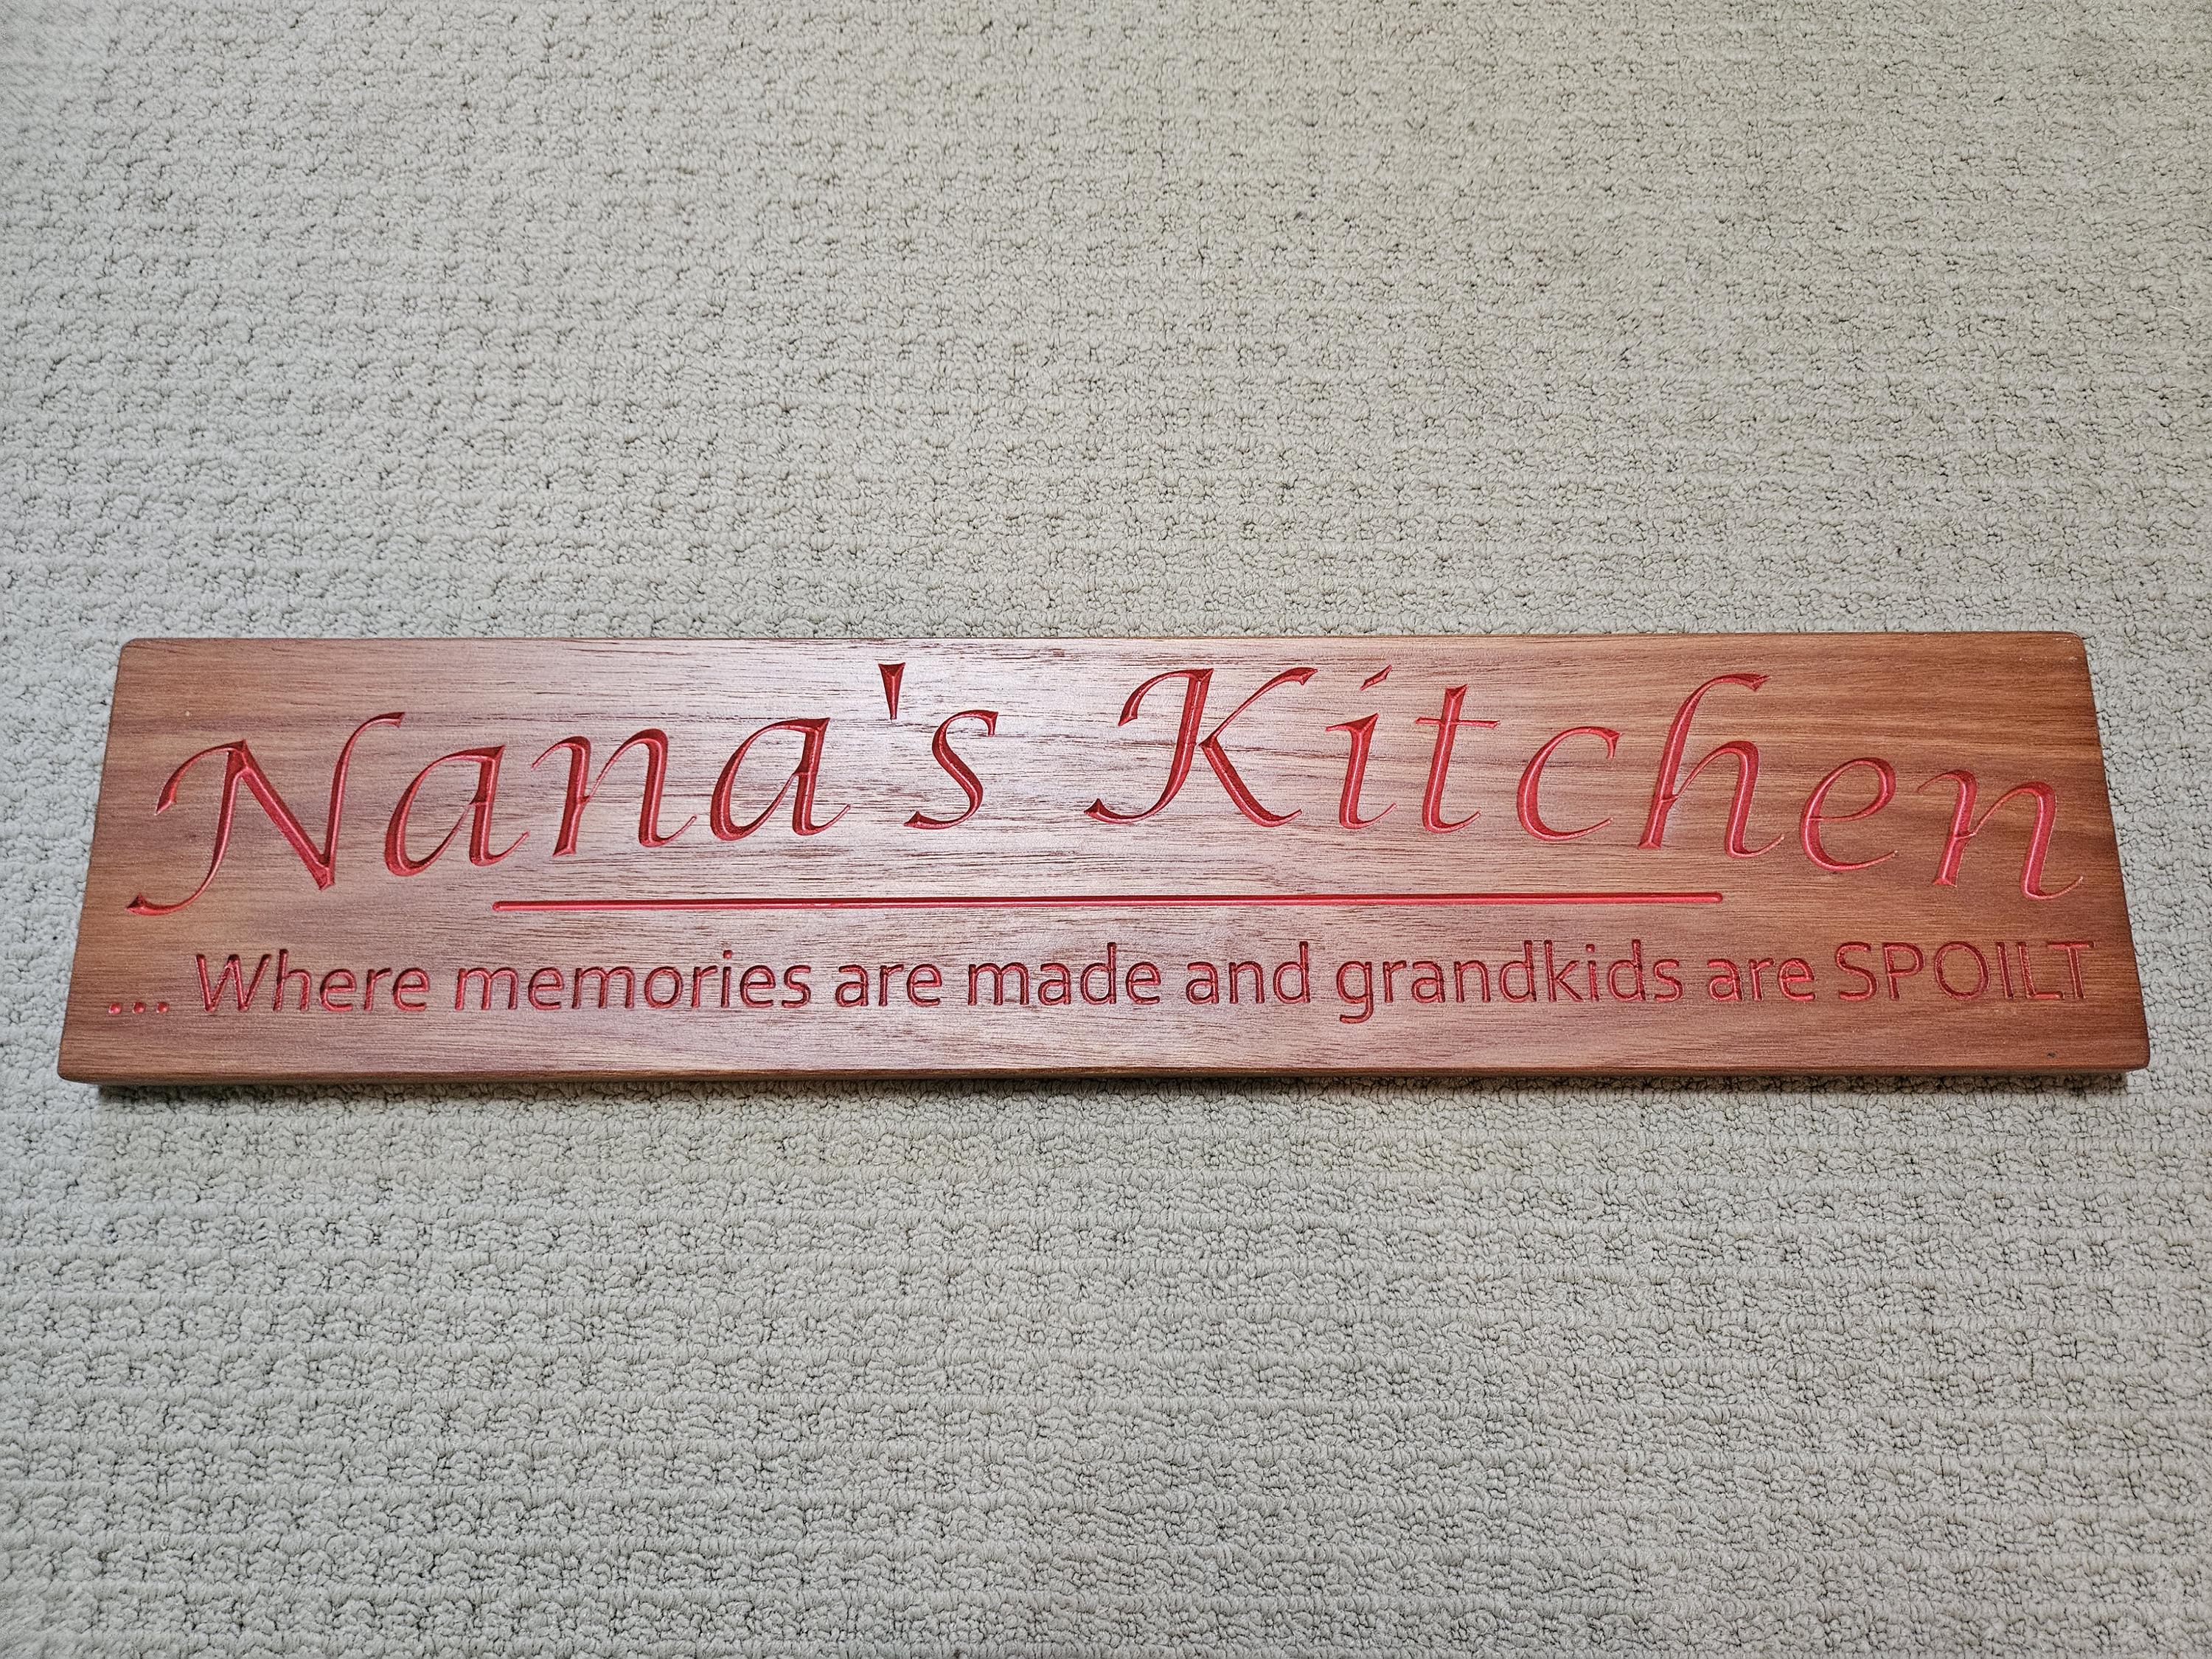 Nana's Kitchen
... Where memories are made and grandkids are SPOILT